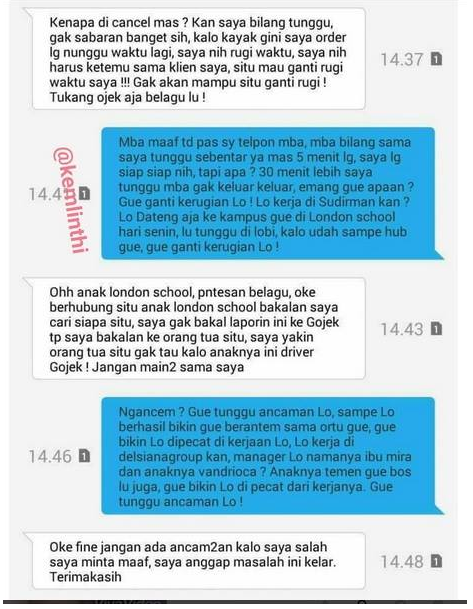 Kenapa di cancel mas ? Kan saya bilang tunggu,
gak sabaran banget sih, kalo kayak gini saya order
lg nunggu waktu lagi, saya nih rugi waktu, saya nih
harus ketemu sama klien saya, situ mau ganti rugi
waktu saya !!! Gak akan mampu situ ganti rugi !
Tukang ojek aja belagu lu !
14.37 1
Mba maaf td pas sy telpon mba, mba bilang sama
saya tunggu sebentar ya mas 5 menit lg, saya lg
siap siap nih, tapi apa ? 30 menit lebih saya
tunggu mba gak keluar keluar, emang gue apaan ?
Gue ganti kerugian Lo ! Lo kerja di Sudirman kan ?
Lo Dateng aja ke kampus gue di London school
hari senin, lu tunggu di lobi, kalo udah sampe hub
gue, gue ganti kerugian Lo !
1
@kemlinthi
Ohh anak london school, pntesan belagu, oke
berhubung situ anak london school bakalan saya
cari siapa situ, saya gak bakal laporin ini ke Gojek
tp saya bakalan ke orang tua situ, saya yakin
orang tua situ gak tau kalo anaknya ini driver
Gojek ! Jangan main2 sama saya
14.43 1
Ngancem ? Gue tunggu ancaman Lo, sampe Lo
berhasil bikin gue berantem sama ortu gue, gue
bikin Lo dipecat di kerjaan Lo, Lo kerja di
delsianagroup kan, manager Lo namanya ibu mira
dan anaknya vandrioca ? Anaknya temen gue bos
lu juga, gue bikin Lo di pecat dari kerjanya. Gue
tunggu ancaman Lo !
14.46 1
Oke fine jangan ada ancam2an kalo saya salah
saya minta maaf, saya anggap masalah ini kelar.
Terimakasih
14.48 1